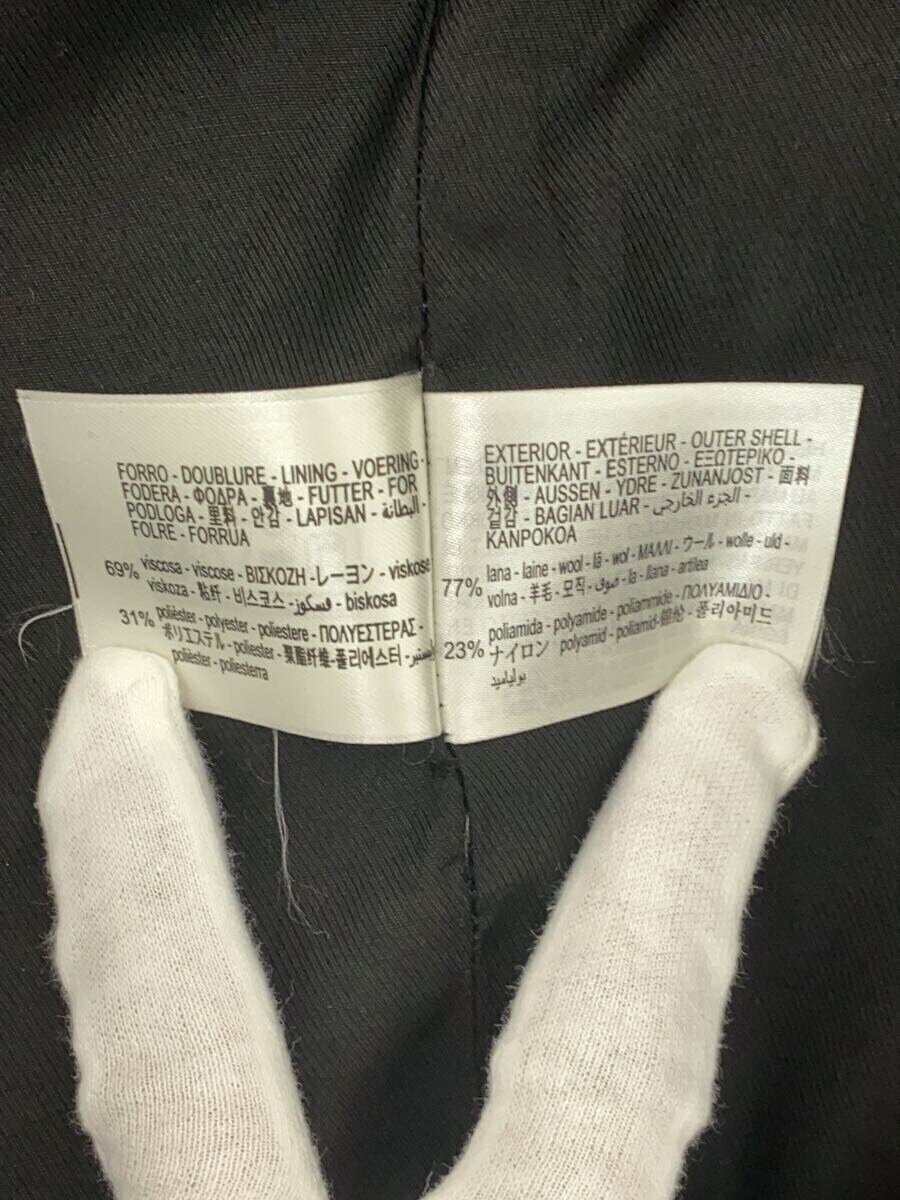 FORRO - DOUBLURE - LINING - VOERING -
FODERA - ΦΟΔΡΑ - 裏地 - FUTTER - FOR
PODLOGA - 里料 - 안감 - LAPISAN - البطانة -
FOLRE - FORRUA
69% viscosa - viscose - ΒΙΣΚΟΖΗ - レーヨン - viskose
viskoza - 粘纤 - 비스코스 - فسكوز - biskosa
31% poliéster - polyester - poliestere - ΠΟΛΥΕΣΤΕΡΑΣ -
ポリエステル - poliester - 聚酯纤维 - 폴리에스터 -
polièster - poliesterra
EXTERIOR - EXTÉRIEUR - OUTER SHELL -
BUITENKANT - ESTERNO - ΕΞΩΤΕΡΙΚΟ -
外側 - AUSSEN - YDRE - ZUNANJOST - 面料
겉감 - BAGIAN LUAR - الجزء الخارجي -
KANPOKOA
77% lana - laine - wool - lã - wol - ΜΑΛΛΙ - ウール - wolle - uld -
volna - 羊毛 - 모직 - صوف - la - llana - artilea
23% poliamida - polyamide - poliammide - ΠΟΛΥΑΜΙΔΙΟ -
ナイロン polyamid - poliamid - 锦纶 - 폴리아미드
بولياميد